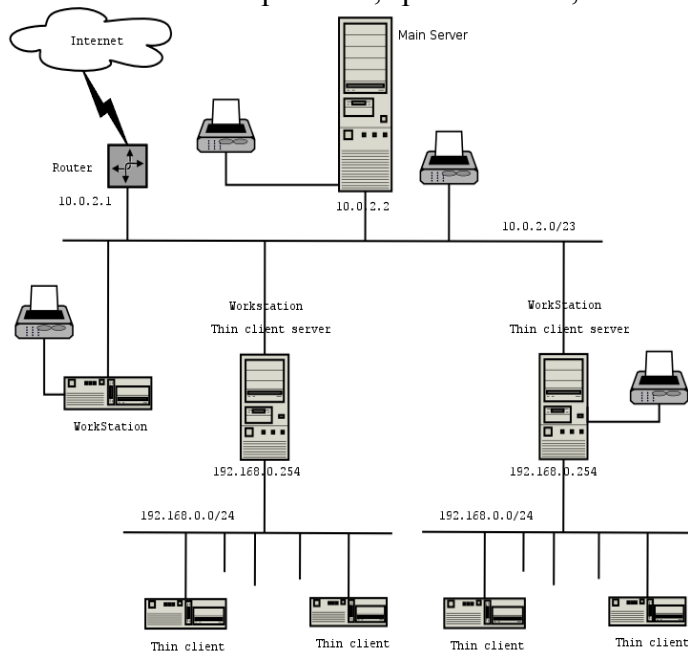 Internet
Main Server
Router
10.0.2.1
10.0.2.2
10.0.2.0/23
Workstation
Thin client server
WorkStation
Thin client server
WorkStation
192.168.0.254
192.168.0.254
192.168.0.0/24
192.168.0.0/24
Thin client
Thin client
Thin client
Thin client